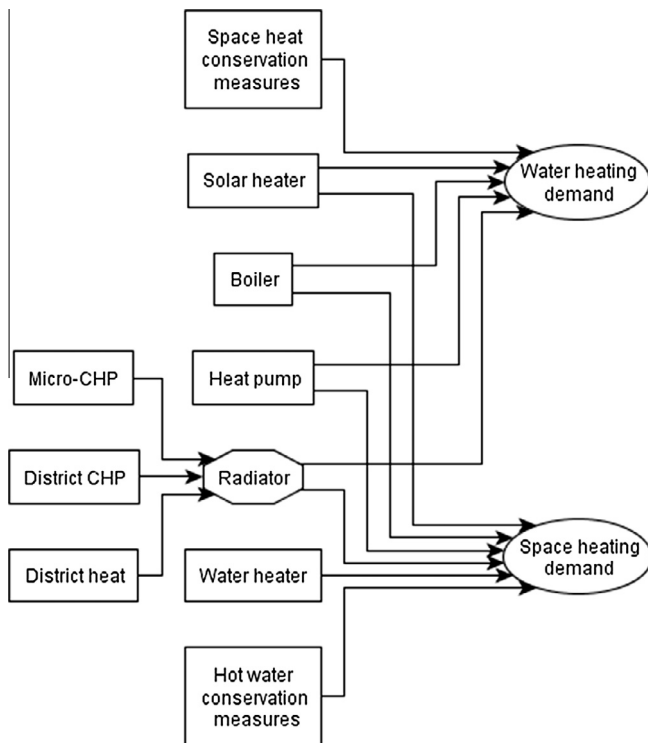 Space heat
conservation
measures
Solar heater
Water heating
demand
Boiler
Micro-CHP
Heat pump
District CHP
Radiator
District heat
Water heater
Space heating
demand
Hot water
conservation
measures